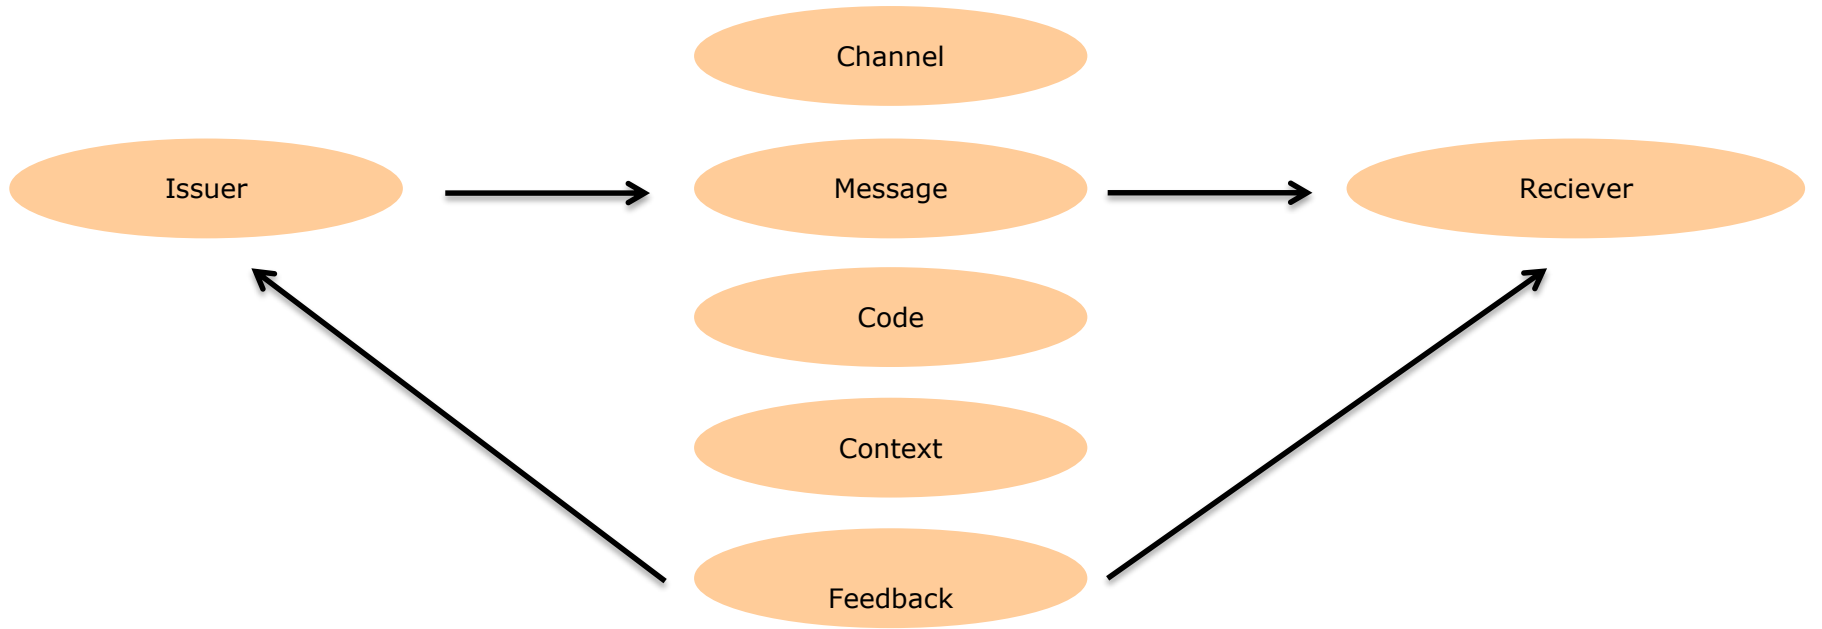 Channel
Issuer
Message
Reciever
Code
Context
Feedback